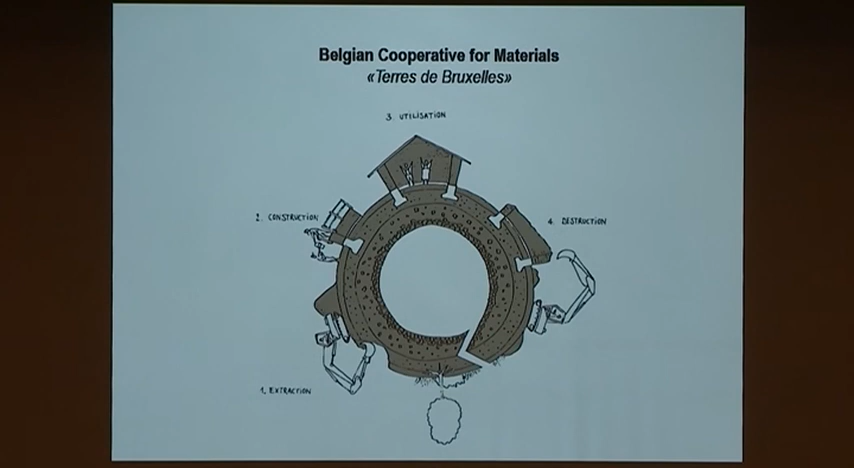 Belgian Cooperative for Materials
«Terres de Bruxelles»
3. UTILISATION
2. CONSTRUCTION
4. DESTRUCTION
1. EXTRACTION